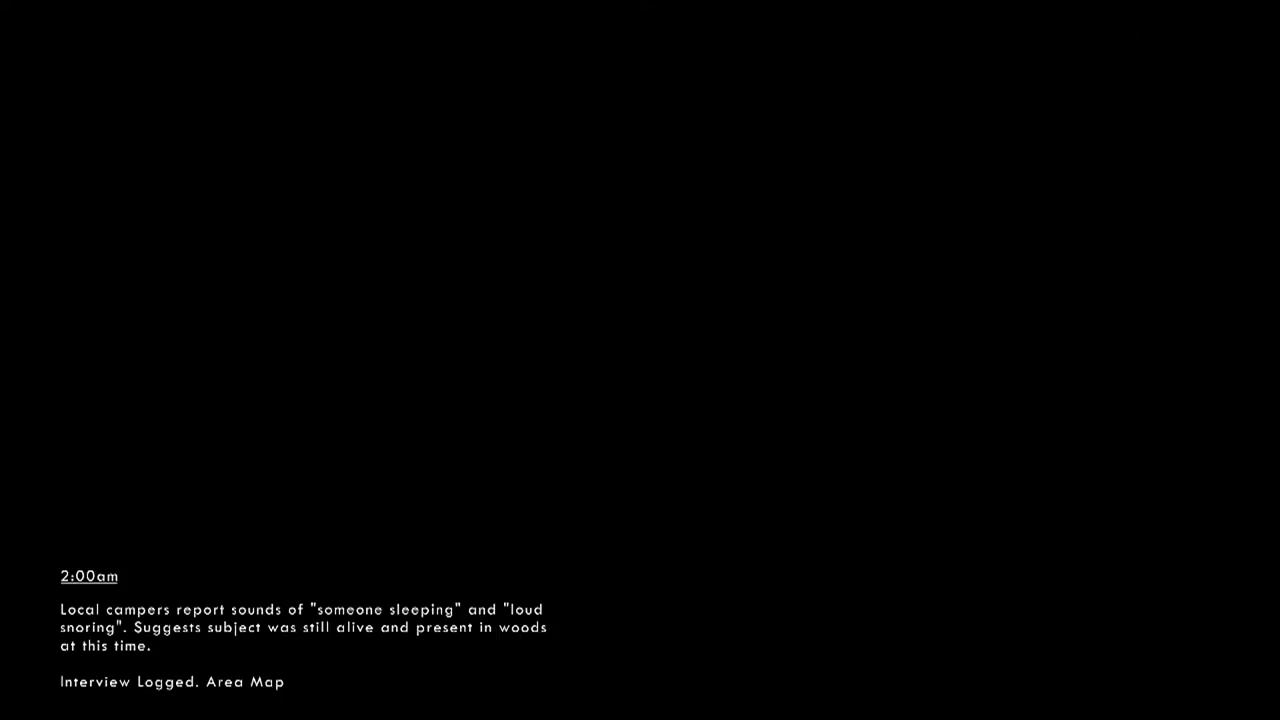 2:00am
Local campers report sounds of "someone sleeping" and "loud
snoring". Suggests subject was still alive and present in woods
at this time.
Interview Logged. Area Map